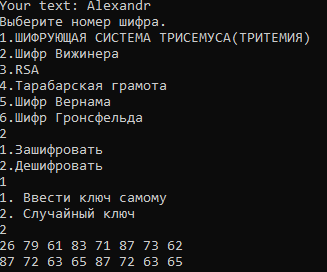 Your text: Alexandr
Выберите номер шифра.
1.ШИФРУЮЩАЯ СИСТЕМА ТРИСЕМУСА(ТРИТЕМИЯ)
2.Шифр Вижинера
3.RSA
4.Тарабарская грамота
5.Шифр Вернама
6.Шифр Гронсфельда
2
1.Зашифровать
2.Дешифровать
1
1. Ввести ключ самому
2. Случайный ключ
2
26 79 61 83 71 87 73 62
87 72 63 65 87 72 63 65